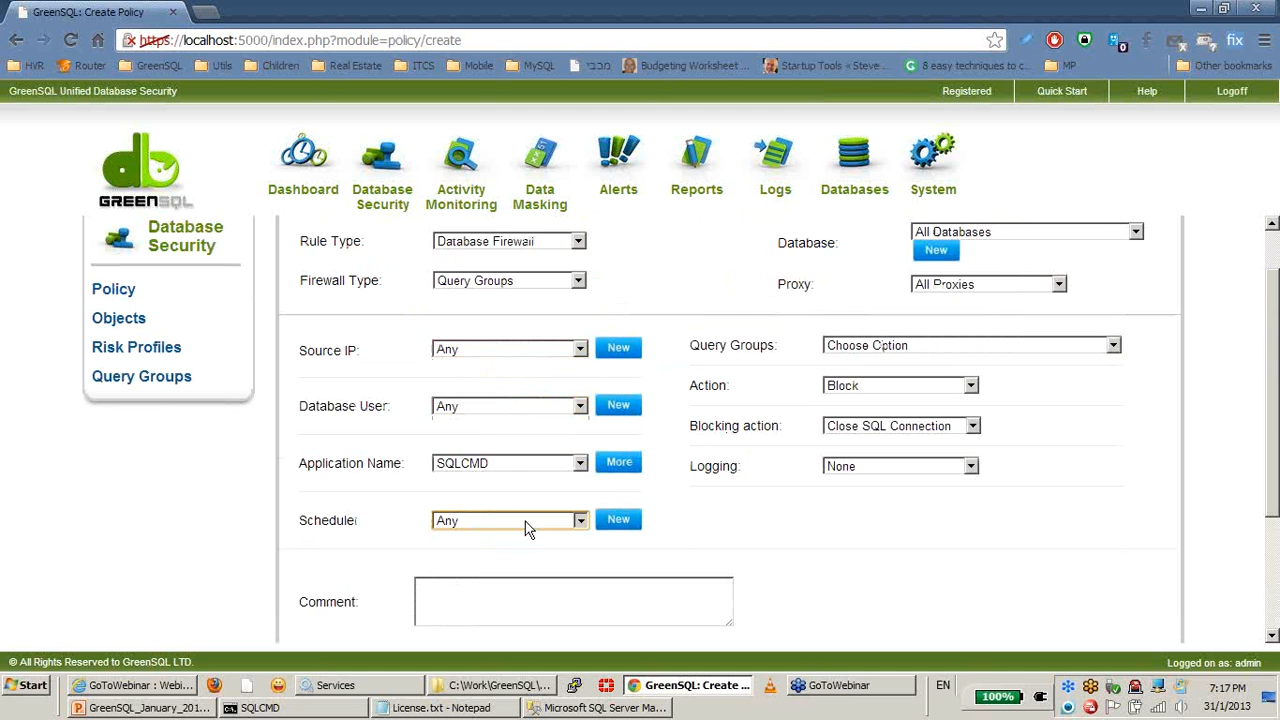 GreenSQL: Create Policy
https://localhost:5000/index.php?module=policy/create
HVR
Router
GreenSQL
Utils
Children
Real Estate
ITCS
Mobile
MySQL
מכבי
Budgeting Worksheet ...
Startup Tools « Steve...
8 easy techniques to c...
MP
Other bookmarks
GreenSQL Unified Database Security
Registered
Quick Start
Help
Logoff
GREENSQL
Dashboard
Database Security
Activity Monitoring
Data Masking
Alerts
Reports
Logs
Databases
System
Database
Security
Policy
Objects
Risk Profiles
Query Groups
Rule Type: Database Firewall
Database: All Databases
New
Firewall Type: Query Groups
Proxy: All Proxies
Source IP: Any New
Query Groups: Choose Option
Action: Block
Database User: Any New
Blocking action: Close SQL Connection
Application Name: SQLCMD More
Logging: None
Schedule: Any New
Comment:
© All Rights Reserved to GreenSQL LTD.
Logged on as: admin
Start
GoToWebinar : Webi...
Services
C:\Work\GreenSQL\...
GreenSQL: Create ...
GoToWebinar
EN
100%
7:17 PM
GreenSQL_January_201...
SQLCMD
License.txt - Notepad
Microsoft SQL Server Ma...
31/1/2013